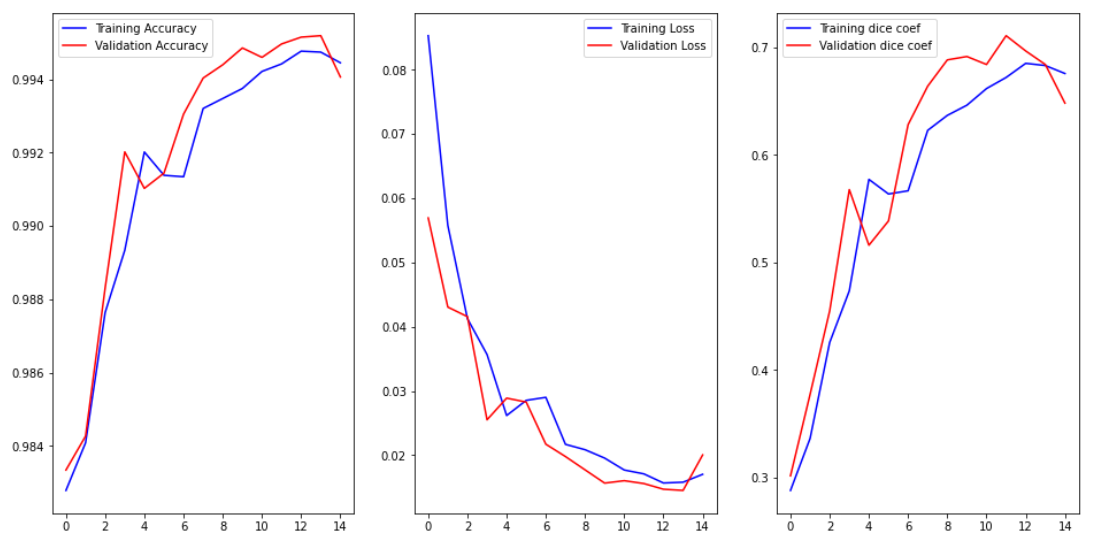 Training Accuracy
Validation Accuracy
0.994
0.992
0.990
0.988
0.986
0.984
0 2 4 6 8 10 12 14
Training Loss
Validation Loss
0.08
0.07
0.06
0.05
0.04
0.03
0.02
0 2 4 6 8 10 12 14
Training dice coef
Validation dice coef
0.7
0.6
0.5
0.4
0.3
0 2 4 6 8 10 12 14